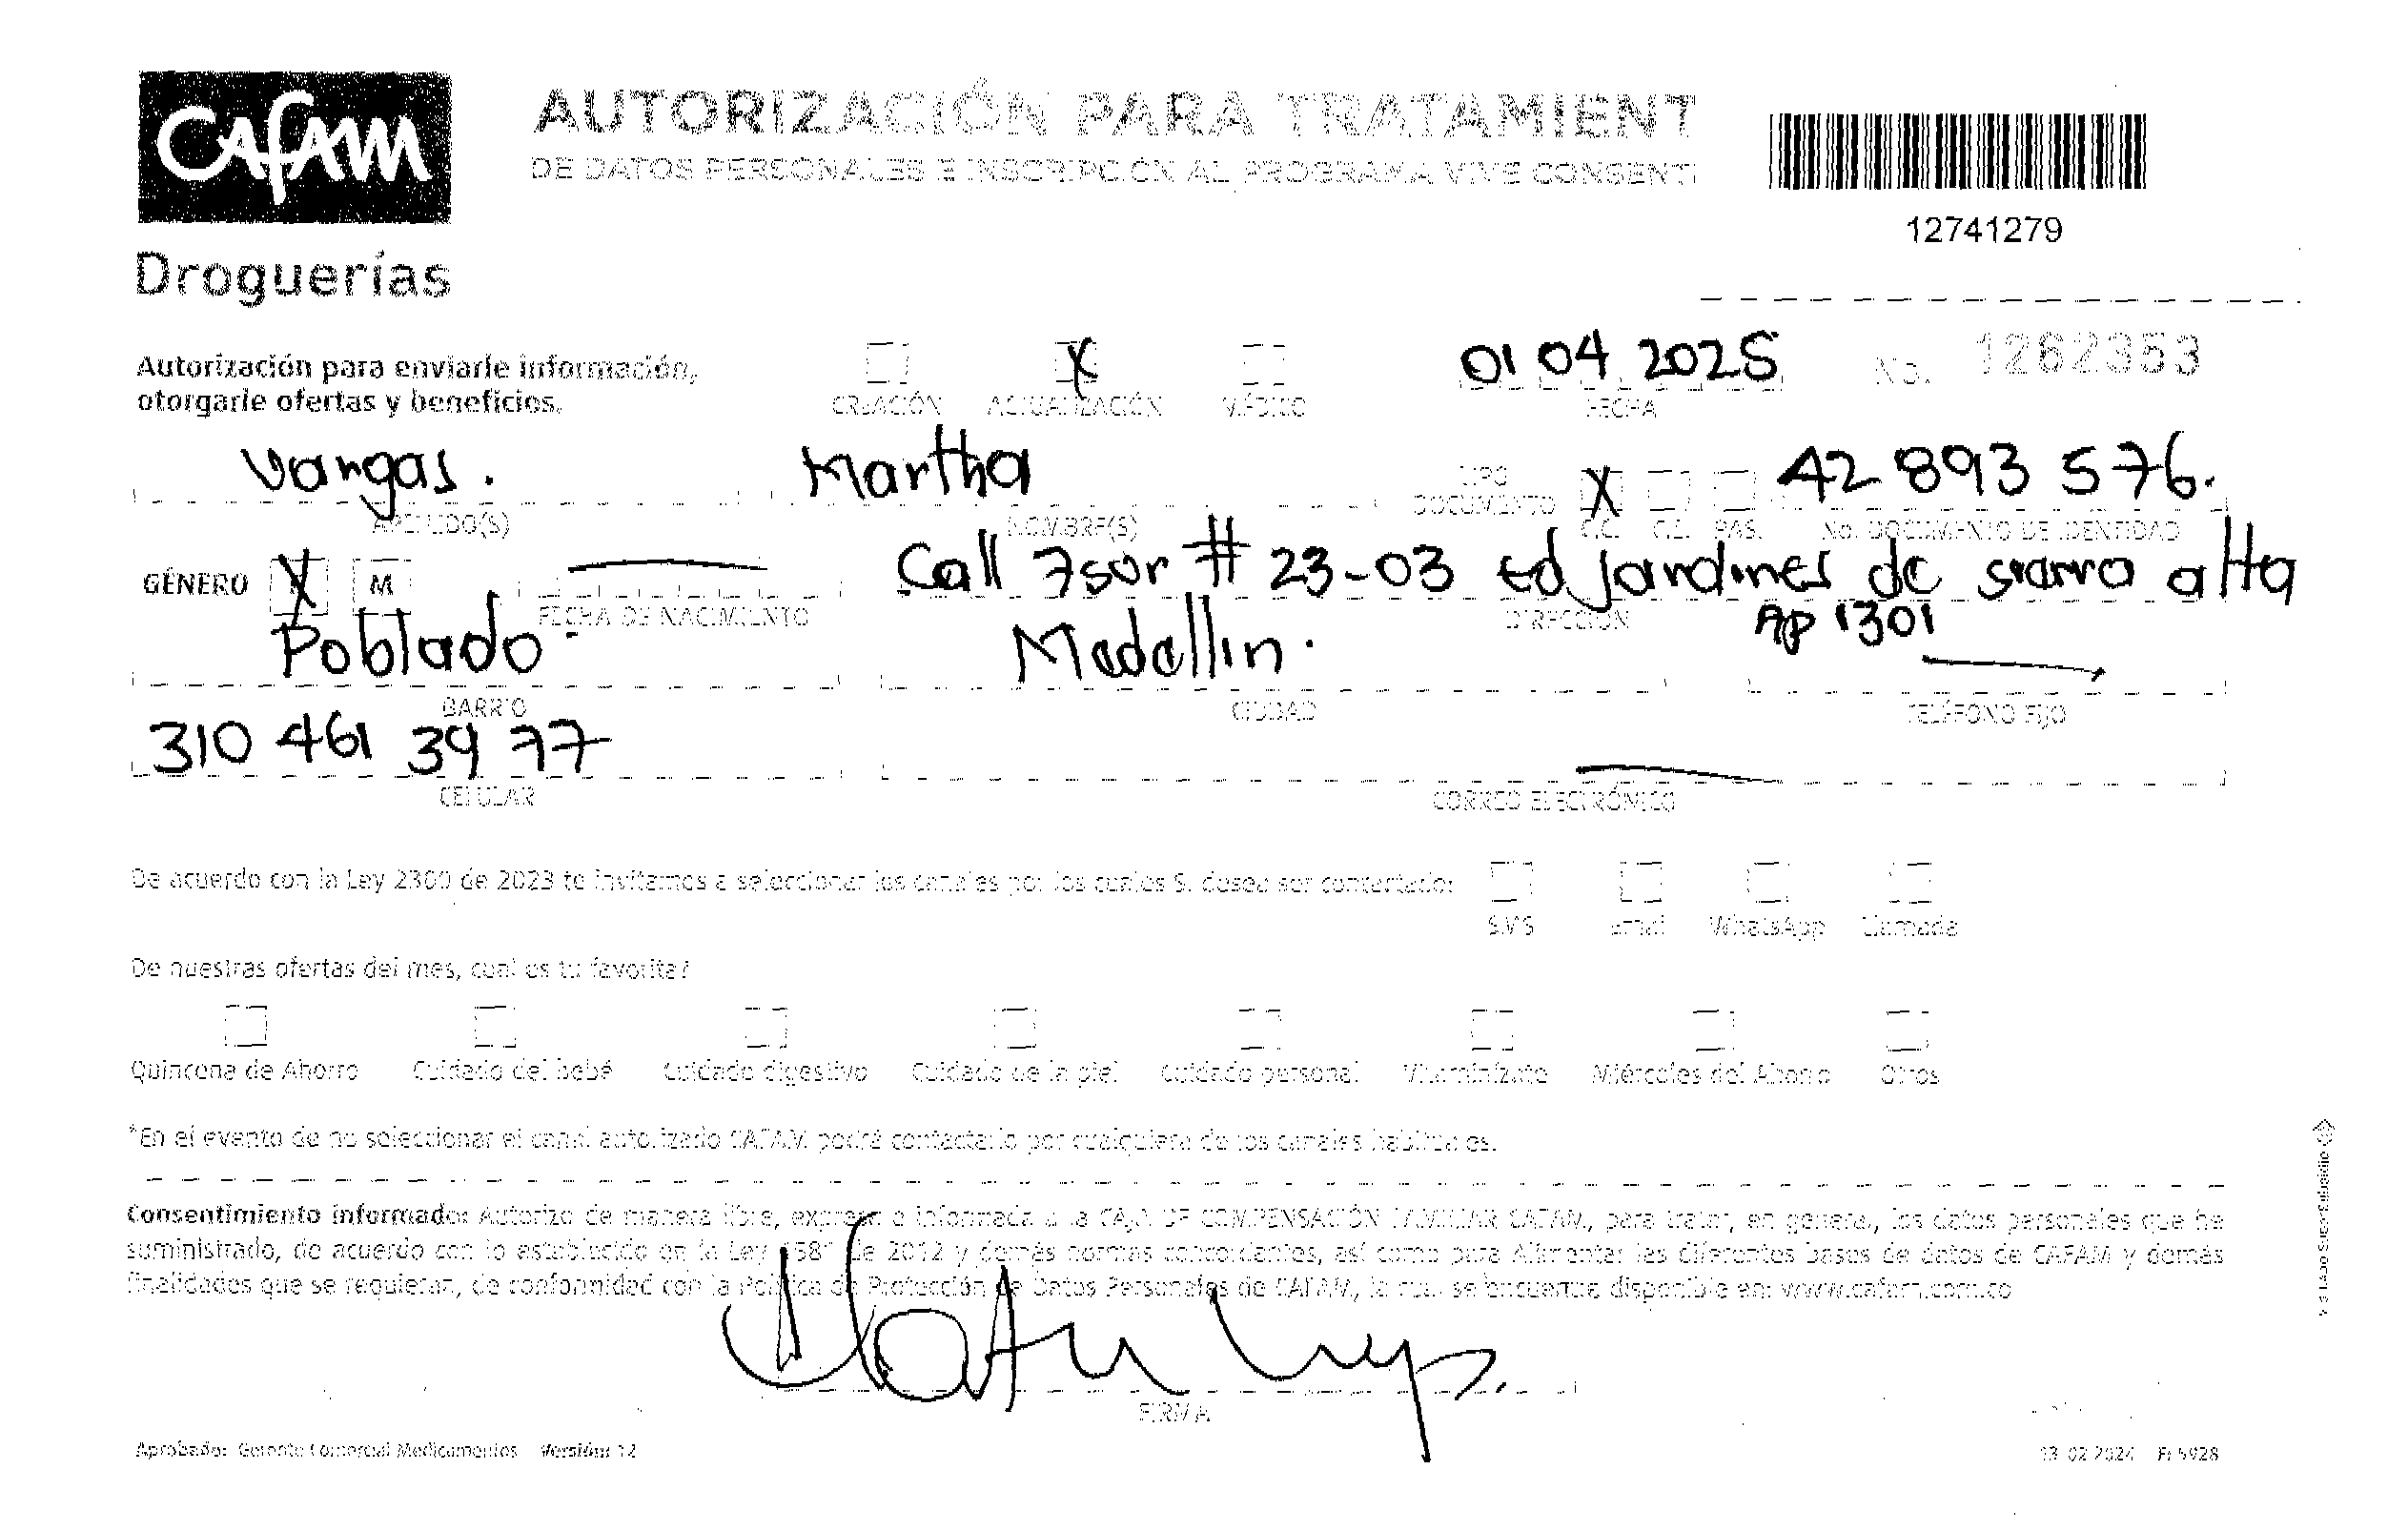 Cafam
Droguerías
AUTORIZACIÓN PARA TRATAMIENT
DE DATOS PERSONALES E INSCRIPCIÓN AL PROGRAMA VIVE CONSENTI
12741279
Autorización para enviarle información,
otorgarle ofertas y beneficios.
CREACIÓN ACTUALIZACIÓN MÉDICO
01 04 2025
FECHA
No. 1262353
Vargas. Martha
APELLIDO(S) NOMBRE(S)
TIPO
DOCUMENTO
X
C.C. C.E. PAS.
42 893 576.
No. DOCUMENTO DE IDENTIDAD
GÉNERO X M
FECHA DE NACIMIENTO
Call 7sur # 23-03 Ed Jardines de siarra alta
Ap 1301
DIRECCIÓN
Poblado Medellin.
BARRIO CIUDAD TELÉFONO FIJO
310 461 39 77
CELULAR CORREO ELECTRÓNICO
De acuerdo con la Ley 2300 de 2023 te invitamos a seleccionar los canales por los cuales S. desea ser contactado:
SMS Email WhatsApp Llamada
De nuestras ofertas del mes, cual es tu favorita?
Quincena de Ahorro Cuidado del bebé Cuidado digestivo Cuidado de la piel Cuidado personal Vitamínizate Miércoles del Ahorro Otros
*En el evento de no seleccionar el canal autorizado CAFAM podrá contactarlo por cualquiera de los canales habilitados.
Consentimiento informado: Autorizo de manera libre, expresa e informada a la CAJA DE COMPENSACIÓN FAMILIAR CAFAM, para tratar, en general, los datos personales que he
suministrado, de acuerdo con lo establecido en la Ley 1581 de 2012 y demás normas concordantes, así como para Alimentar las diferentes bases de datos de CAFAM y demás
finalidades que se requieran, de conformidad con la Política de Protección de Datos Personales de CAFAM, la cual se encuentra disponible en: www.cafam.com.co
FIRMA
Aprobado: Gerente Comercial Medicamentos Versión: 12
13 02 2024 Fr 5928